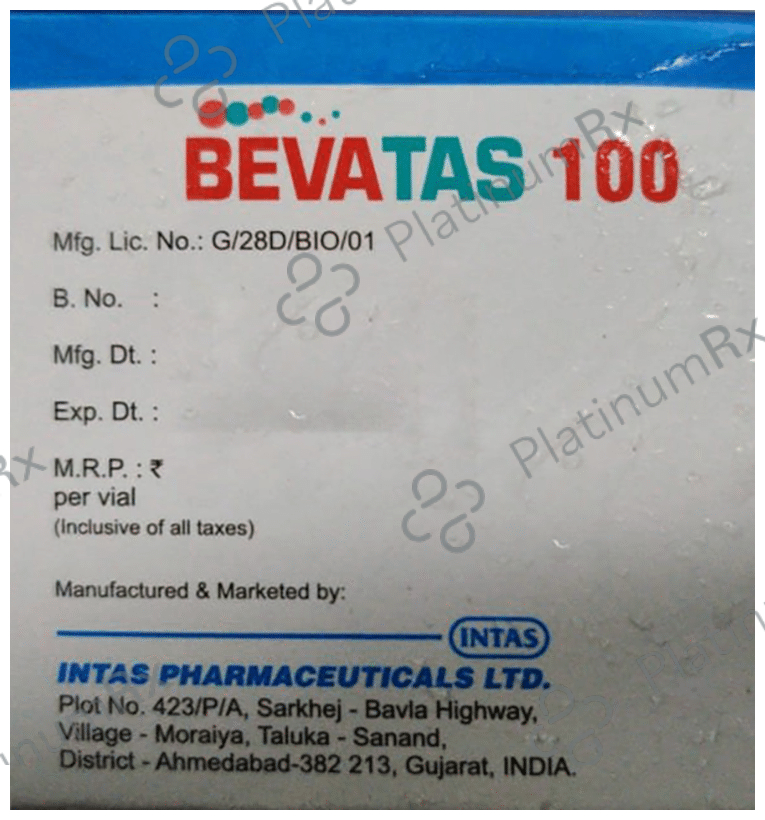 BEVATAS 100
Mfg. Lic. No.: G/28D/BIO/01
B. No. :
Mfg. Dt. :
Exp. Dt. :
M.R.P. : ₹
per vial
(Inclusive of all taxes)
Manufactured & Marketed by:
INTAS
INTAS PHARMACEUTICALS LTD.
Plot No. 423/P/A, Sarkhej - Bavla Highway,
Village - Moraiya, Taluka - Sanand,
District - Ahmedabad-382 213, Gujarat, INDIA.
PlatinumRx
PlatinumRx